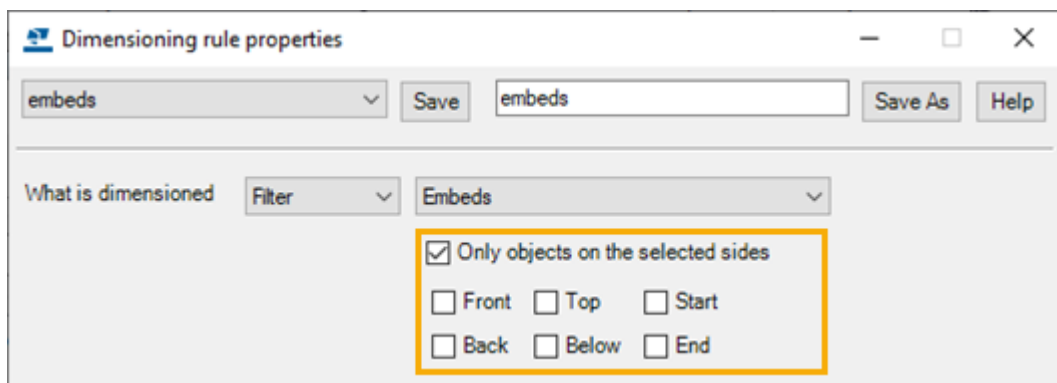 Dimensioning rule properties
embeds Save embeds Save As Help
What is dimensioned Filter Embeds
Only objects on the selected sides
Front Top Start
Back Below End